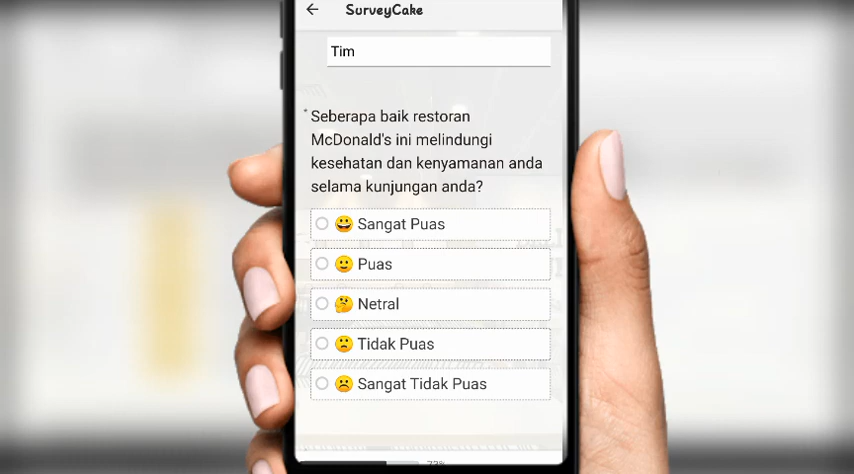 SurveyCake
Tim
* Seberapa baik restoran
McDonald's ini melindungi
kesehatan dan kenyamanan anda
selama kunjungan anda?
Sangat Puas
Puas
Netral
Tidak Puas
Sangat Tidak Puas